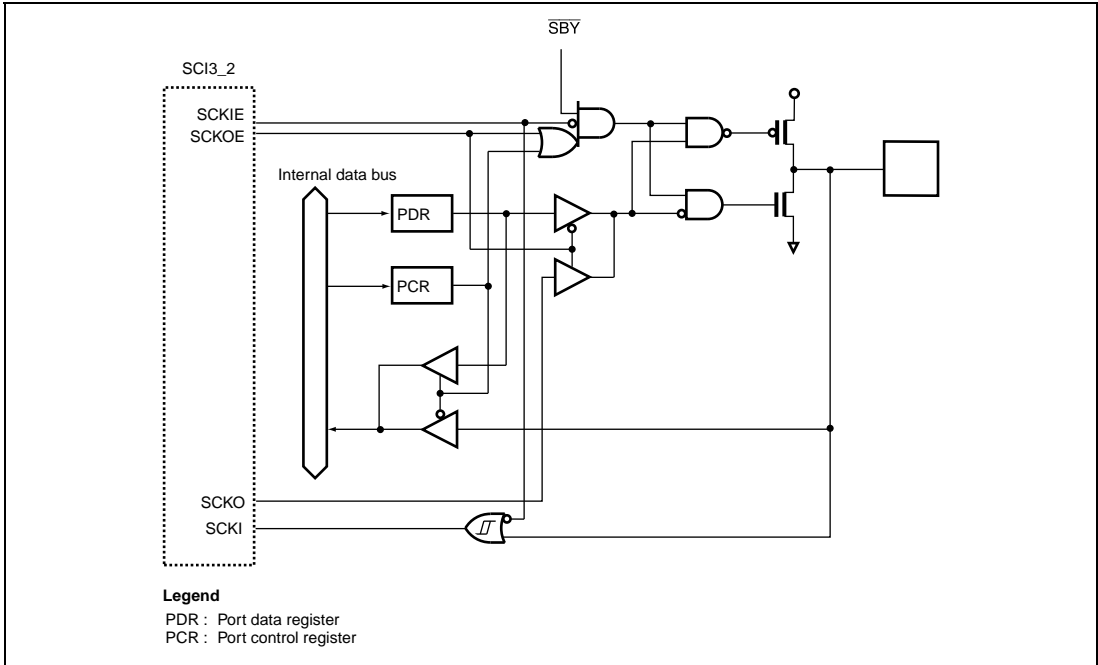 SBY
SCI3_2
SCKIE
SCKOE
Internal data bus
PDR
PCR
SCKO
SCKI
Legend
PDR : Port data register
PCR : Port control register